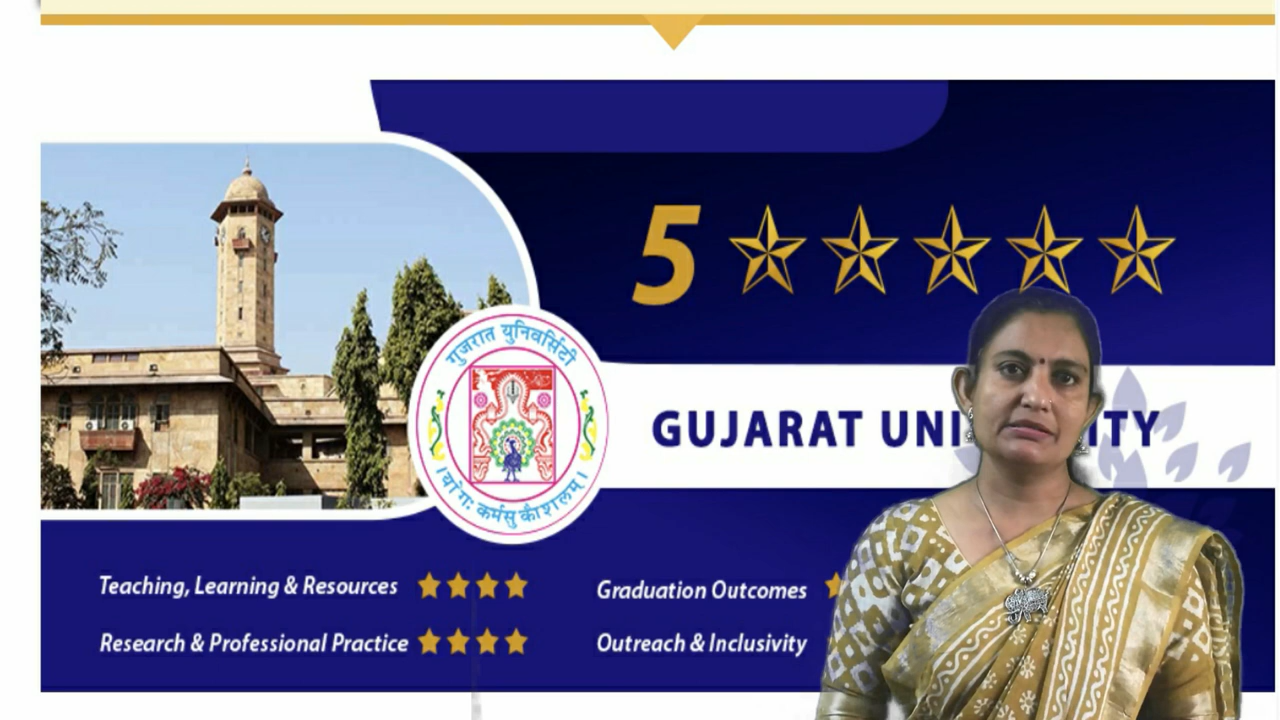 5
गुजरात युनिवर्सिटी
GUJARAT UNI ITY
।योगः कर्मसु कौशलम्।
Teaching, Learning & Resources
Graduation Outcomes
Research & Professional Practice
Outreach & Inclusivity